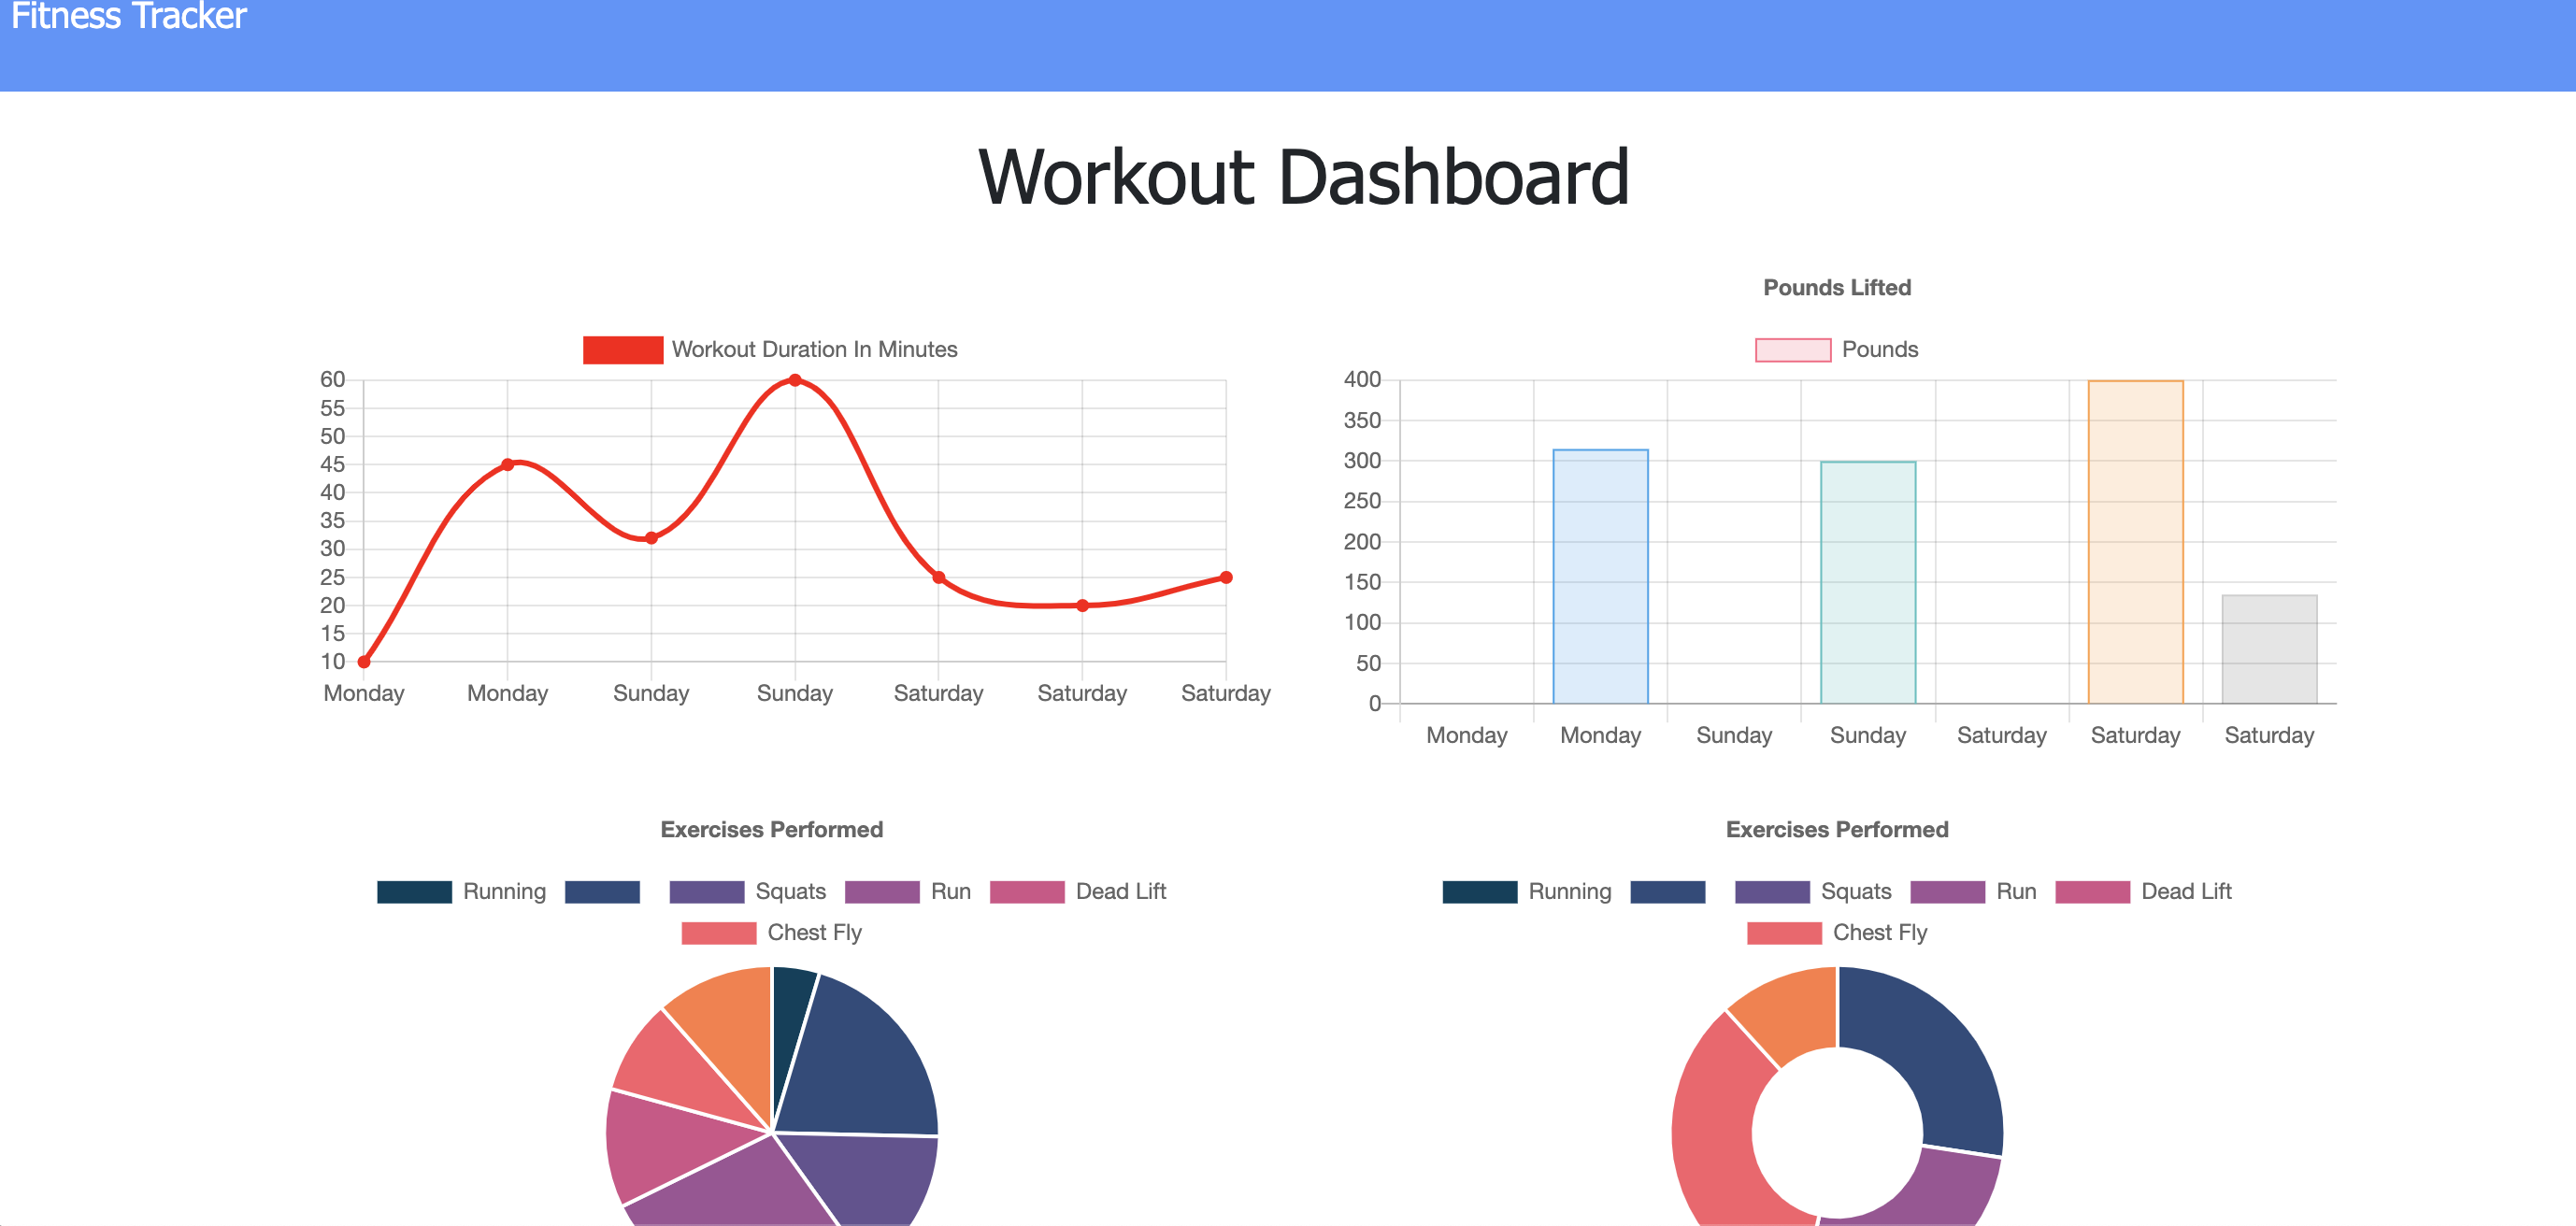 Fitness Tracker
Workout Dashboard
Workout Duration In Minutes
60
55
50
45
40
35
30
25
20
15
10
Monday Monday Sunday Sunday Saturday Saturday Saturday
Pounds Lifted
Pounds
400
350
300
250
200
150
100
50
0
Monday Monday Sunday Sunday Saturday Saturday Saturday
Exercises Performed
Running Squats Run Dead Lift
Chest Fly
Exercises Performed
Running Squats Run Dead Lift
Chest Fly